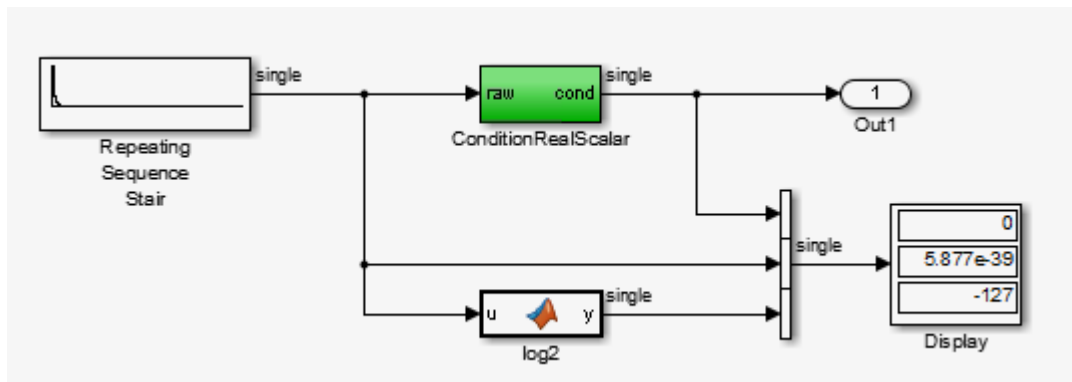 single
single
raw cond
1
ConditionRealScalar
Out1
Repeating
Sequence
Stair
0
single
5.877e-39
single
-127
u y
log2
Display